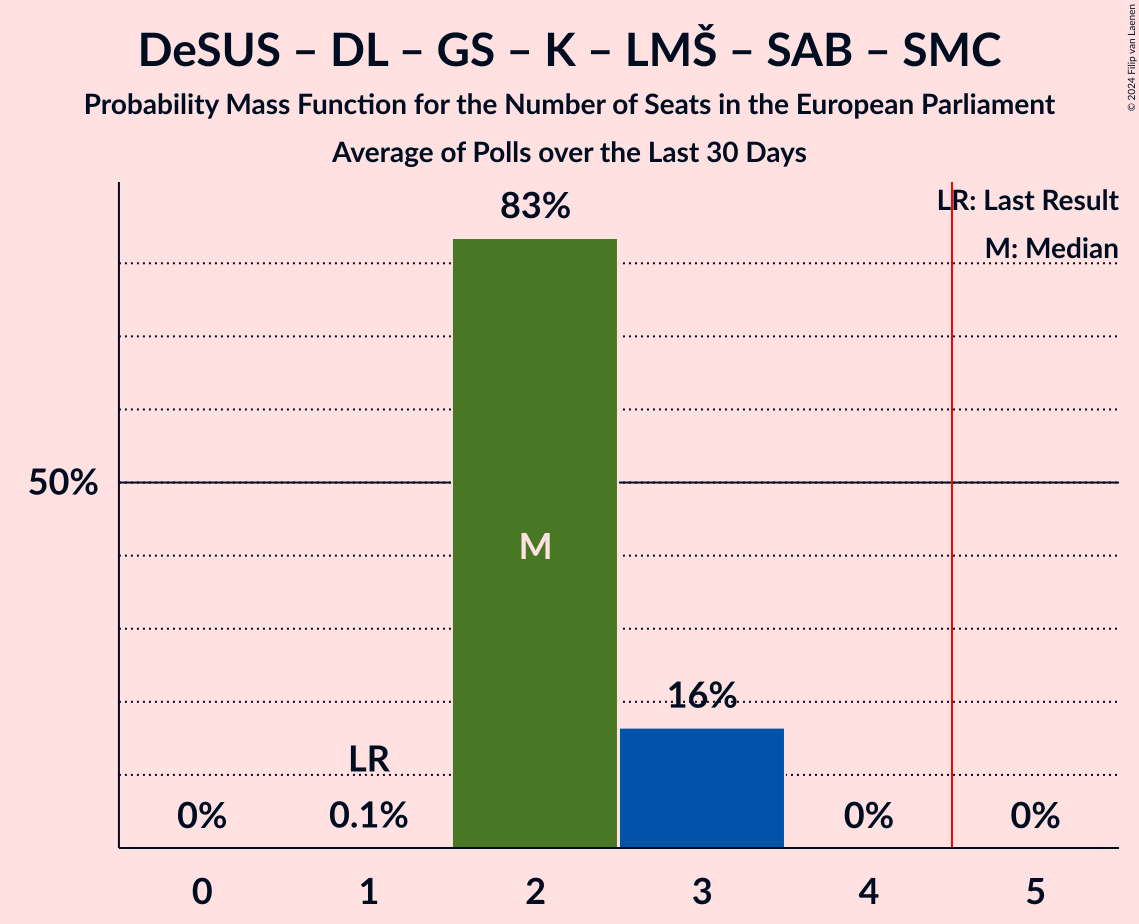 DeSUS – DL – GS – K – LMŠ – SAB – SMC
Probability Mass Function for the Number of Seats in the European Parliament
Average of Polls over the Last 30 Days
© 2024 Filip van Laenen
LR: Last Result
M: Median
83%
50%
M
16%
LR
0%
0.1%
0%
0%
0
1
2
3
4
5